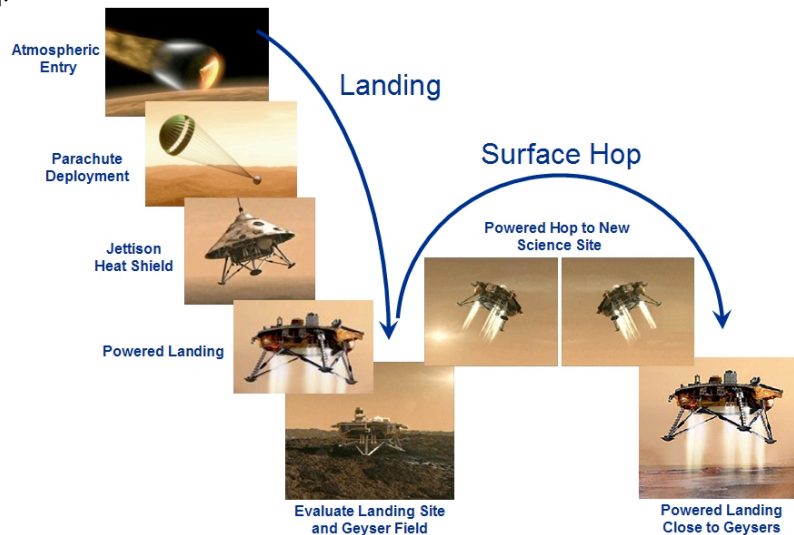 Atmospheric
Entry
Landing
Parachute
Deployment
Surface Hop
Jettison
Heat Shield
Powered Hop to New
Science Site
Powered Landing
Evaluate Landing Site
and Geyser Field
Powered Landing
Close to Geysers